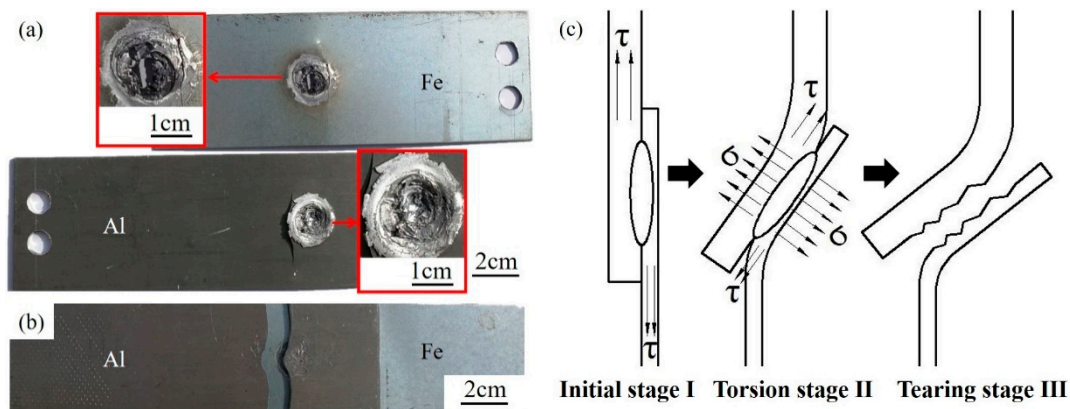 (a)
1cm
Fe
Al
1cm
2cm
(b)
Al
Fe
2cm
(c)
τ
τ
σ
σ
τ
τ
Initial stage I
Torsion stage II
Tearing stage III